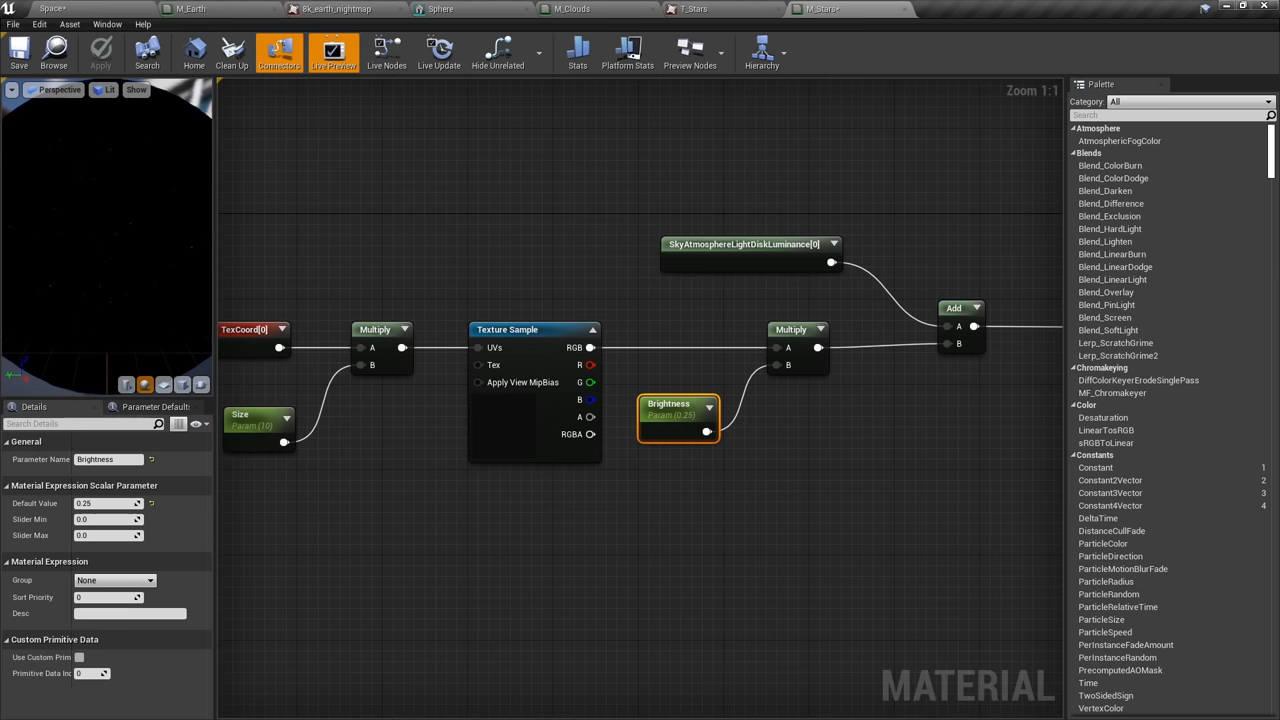 Space*
M_Earth
8k_earth_nightmap
Sphere
M_Clouds
T_Stars
M_Stars*
File Edit Asset Window Help
Save Browse Apply Search Home Clean Up Connectors Live Preview Live Nodes Live Update Hide Unrelated Stats Platform Stats Preview Nodes Hierarchy
Perspective Lit Show
Zoom 1:1
SkyAtmosphereLightDiskLuminance[0]
Add
A
B
TexCoord[0]
Multiply
A
B
Size
Param (10)
Texture Sample
UVs RGB
Tex R
Apply View MipBias G
B
A
RGBA
Multiply
A
B
Brightness
Param (0.25)
MATERIAL
Details
Parameter Default
Search Details
General
Parameter Name Brightness
Material Expression Scalar Parameter
Default Value 0.25
Slider Min 0.0
Slider Max 0.0
Material Expression
Group None
Sort Priority 0
Desc
Custom Primitive Data
Use Custom Prim
Primitive Data Inc 0
Palette
Category: All
Search
Atmosphere
AtmosphericFogColor
Blends
Blend_ColorBurn
Blend_ColorDodge
Blend_Darken
Blend_Difference
Blend_Exclusion
Blend_HardLight
Blend_Lighten
Blend_LinearBurn
Blend_LinearDodge
Blend_LinearLight
Blend_Overlay
Blend_PinLight
Blend_Screen
Blend_SoftLight
Lerp_ScratchGrime
Lerp_ScratchGrime2
Chromakeying
DiffColorKeyerErodeSinglePass
MF_Chromakeyer
Color
Desaturation
LinearTosRGB
sRGBToLinear
Constants
Constant 1
Constant2Vector 2
Constant3Vector 3
Constant4Vector 4
DeltaTime
DistanceCullFade
ParticleColor
ParticleDirection
ParticleMotionBlurFade
ParticleRadius
ParticleRandom
ParticleRelativeTime
ParticleSize
ParticleSpeed
PerInstanceFadeAmount
PerInstanceRandom
PrecomputedAOMask
Time
TwoSidedSign
VertexColor